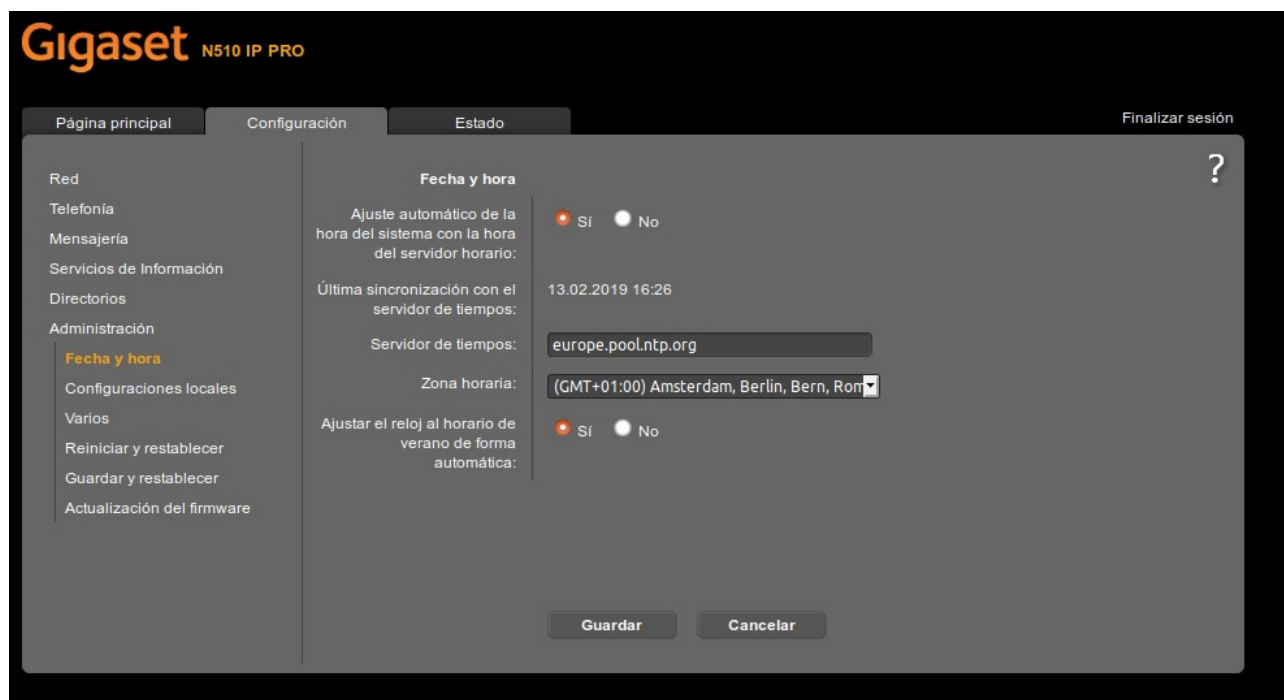 Gigaset N510 IP PRO
Página principal
Configuración
Estado
Finalizar sesión
?
Red
Telefonía
Mensajería
Servicios de Información
Directorios
Administración
Fecha y hora
Configuraciones locales
Varios
Reiniciar y restablecer
Guardar y restablecer
Actualización del firmware
Fecha y hora
Ajuste automático de la
hora del sistema con la hora
del servidor horario:
Sí No
Última sincronización con el
servidor de tiempos:
13.02.2019 16:26
Servidor de tiempos:
europe.pool.ntp.org
Zona horaria:
(GMT+01:00) Amsterdam, Berlin, Bern, Rom
Ajustar el reloj al horario de
verano de forma
automática:
Sí No
Guardar
Cancelar